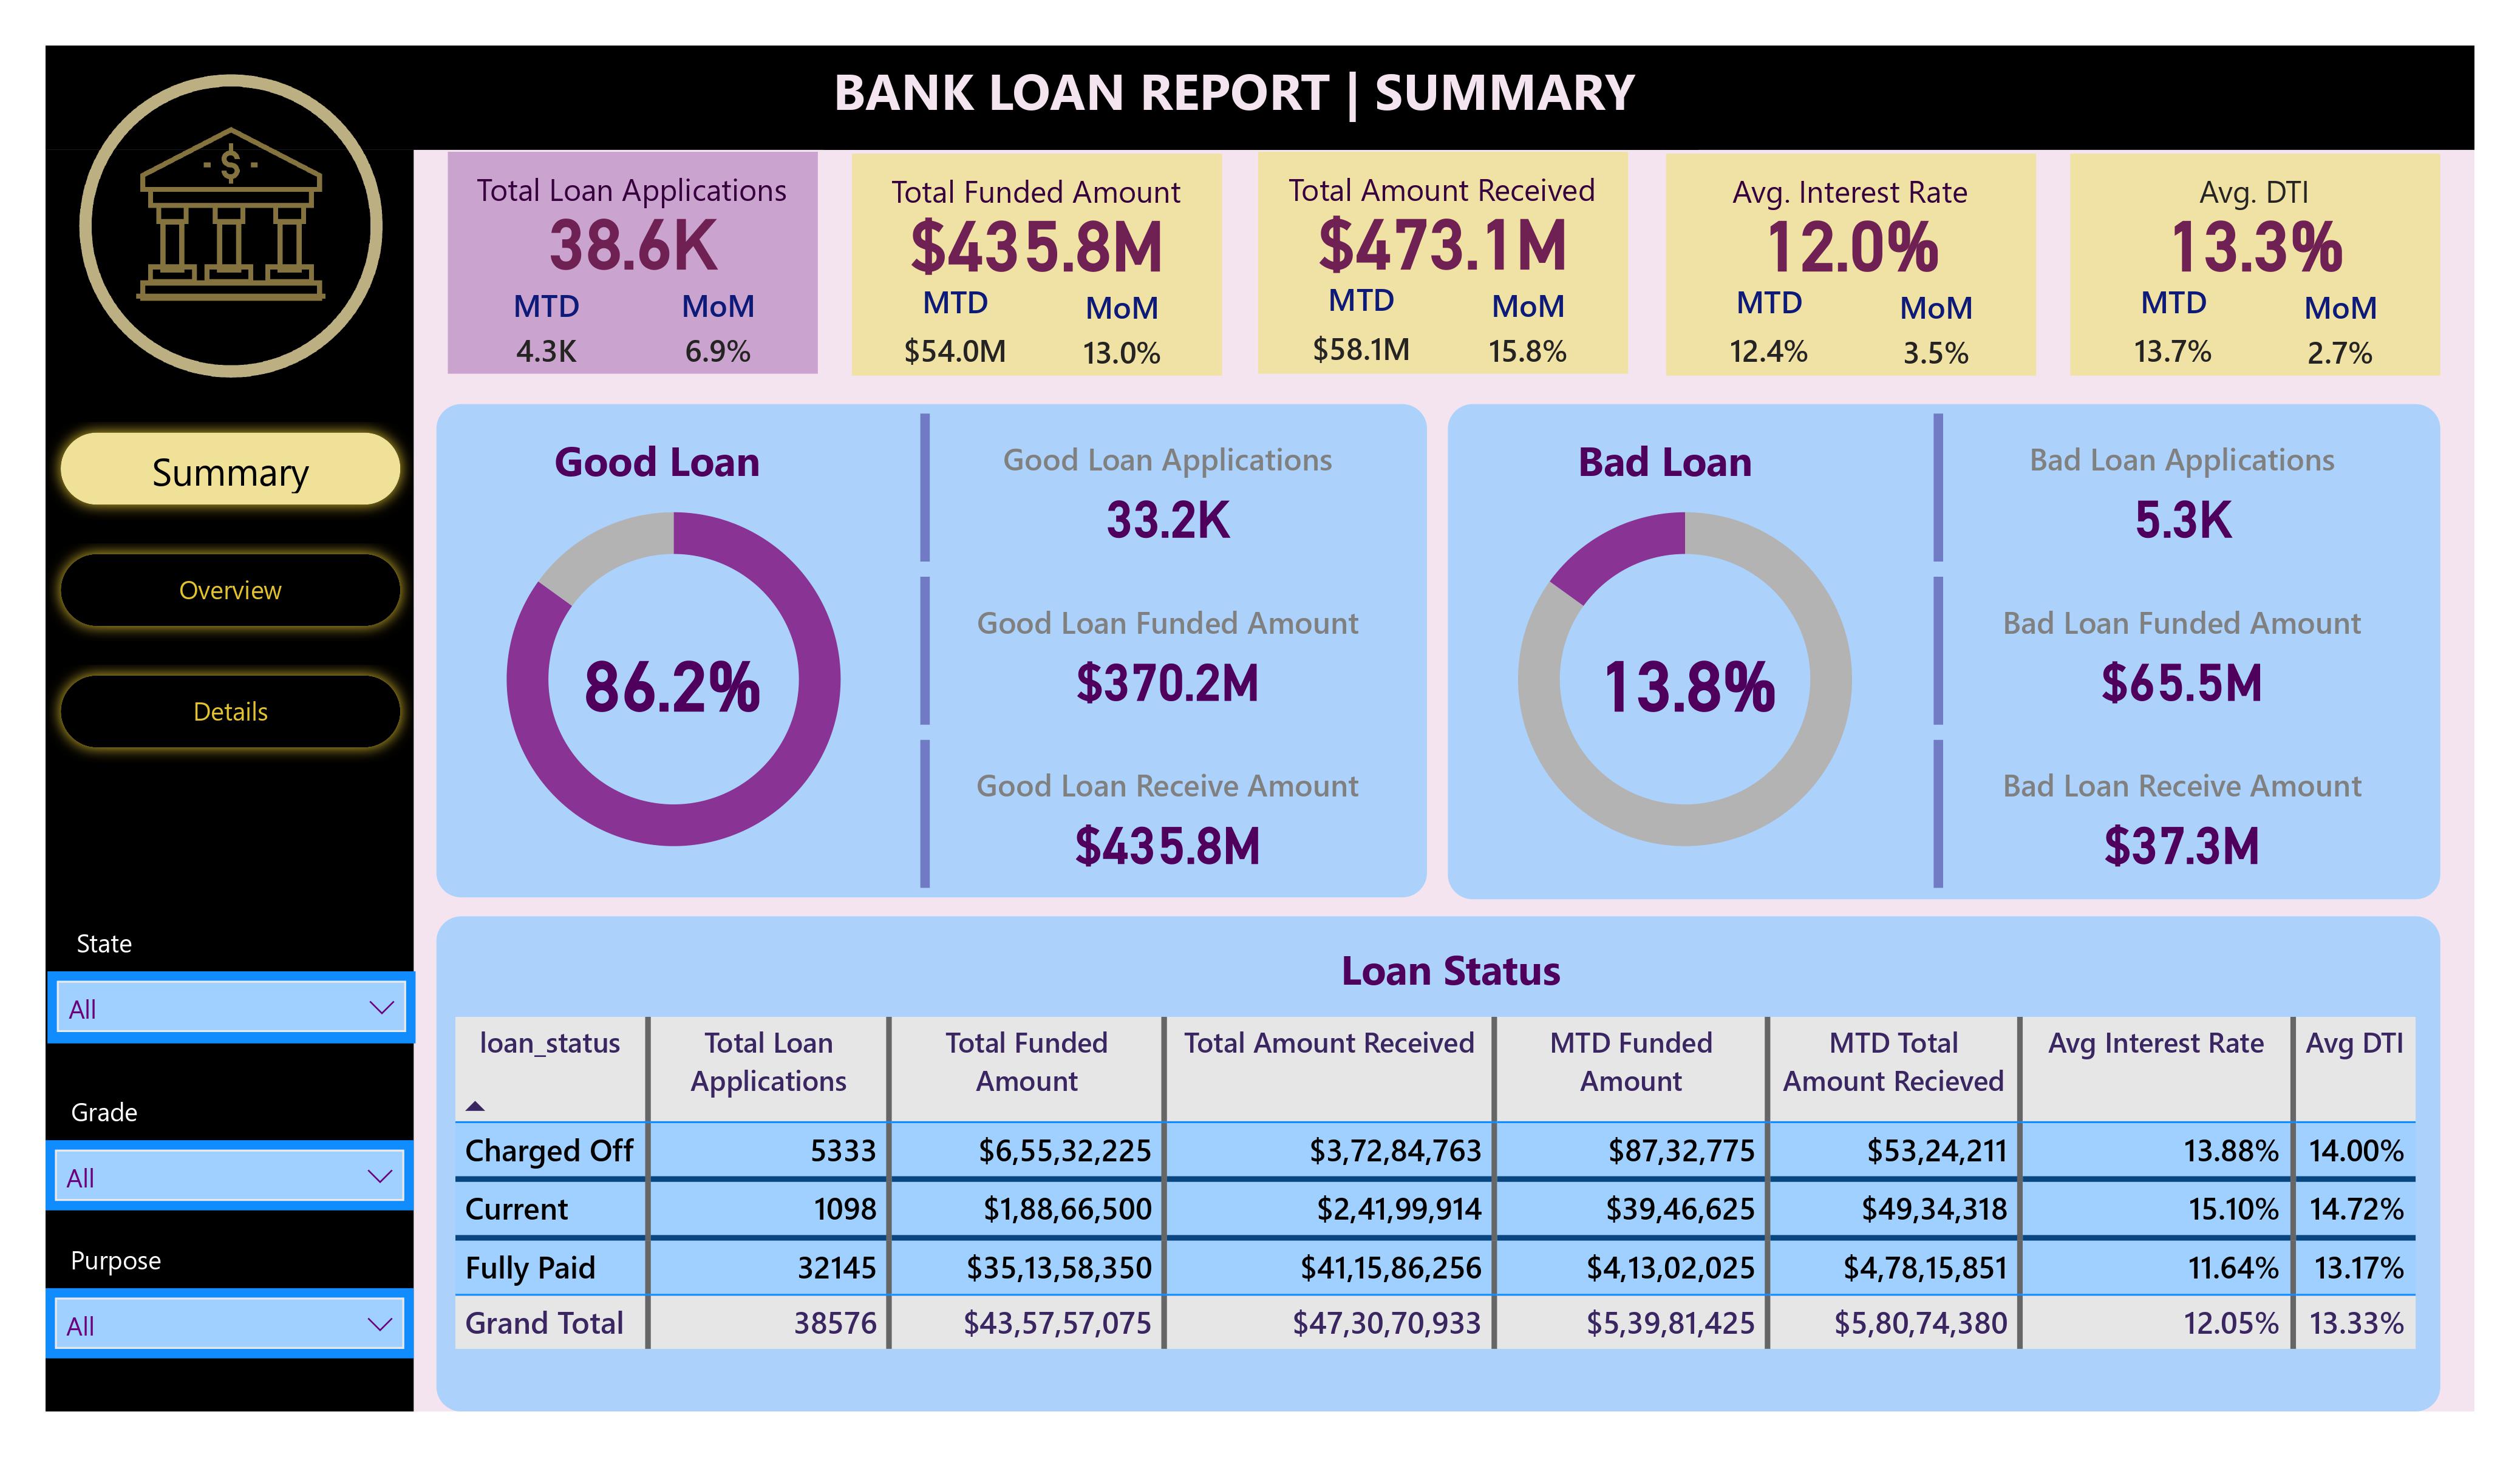 BANK LOAN REPORT | SUMMARY
$
Total Loan Applications
38.6K
MTD MoM
4.3K 6.9%
Total Funded Amount
$435.8M
MTD MoM
$54.0M 13.0%
Total Amount Received
$473.1M
MTD MoM
$58.1M 15.8%
Avg. Interest Rate
12.0%
MTD MoM
12.4% 3.5%
Avg. DTI
13.3%
MTD MoM
13.7% 2.7%
Summary
Overview
Details
State
All
Grade
All
Purpose
All
Good Loan
86.2%
Good Loan Applications
33.2K
Good Loan Funded Amount
$370.2M
Good Loan Receive Amount
$435.8M
Bad Loan
13.8%
Bad Loan Applications
5.3K
Bad Loan Funded Amount
$65.5M
Bad Loan Receive Amount
$37.3M
Loan Status
loan_status Total Loan Total Funded Total Amount Received MTD Funded MTD Total Avg Interest Rate Avg DTI
Applications Amount Amount Amount Recieved
Charged Off 5333 $6,55,32,225 $3,72,84,763 $87,32,775 $53,24,211 13.88% 14.00%
Current 1098 $1,88,66,500 $2,41,99,914 $39,46,625 $49,34,318 15.10% 14.72%
Fully Paid 32145 $35,13,58,350 $41,15,86,256 $4,13,02,025 $4,78,15,851 11.64% 13.17%
Grand Total 38576 $43,57,57,075 $47,30,70,933 $5,39,81,425 $5,80,74,380 12.05% 13.33%